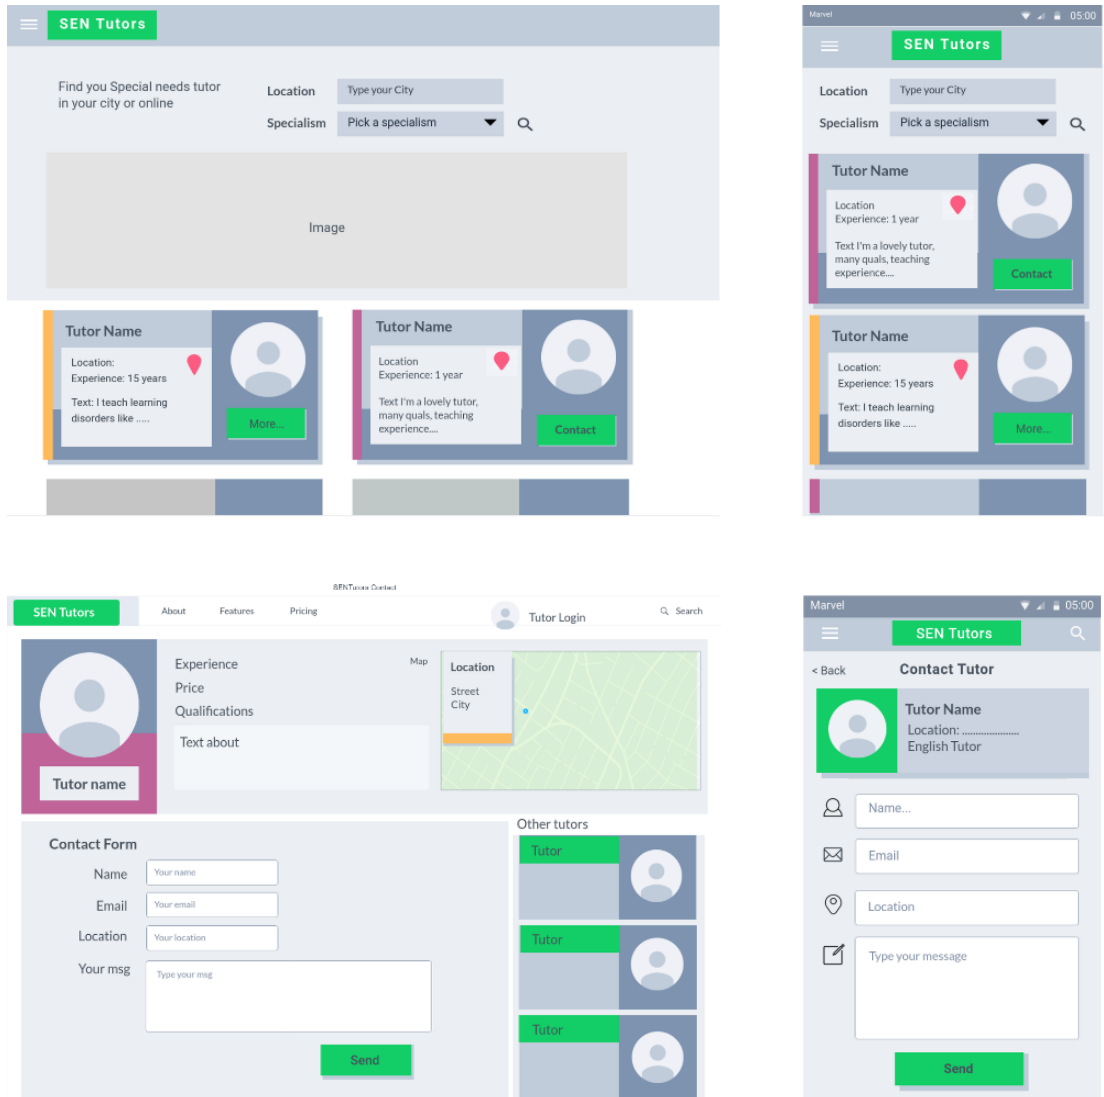 SEN Tutors
Find you Special needs tutor
in your city or online
Location
Type your City
Specialism
Pick a specialism
Image
Tutor Name
Location:
Experience: 15 years
Text: I teach learning
disorders like .....
More...
Tutor Name
Location
Experience: 1 year
Text I'm a lovely tutor,
many quals, teaching
experience....
Contact
Marvel
05:00
SEN Tutors
Location
Type your City
Specialism
Pick a specialism
Tutor Name
Location
Experience: 1 year
Text I'm a lovely tutor,
many quals, teaching
experience....
Contact
Tutor Name
Location:
Experience: 15 years
Text: I teach learning
disorders like .....
More...
SENTutors Contact
SEN Tutors
About
Features
Pricing
Tutor Login
Search
Tutor name
Experience
Price
Qualifications
Text about
Map
Location
Street
City
Contact Form
Name
Your name
Email
Your email
Location
Your location
Your msg
Type your msg
Send
Other tutors
Tutor
Tutor
Tutor
Marvel
05:00
SEN Tutors
< Back
Contact Tutor
Tutor Name
Location: .....................
English Tutor
Name...
Email
Location
Type your message
Send